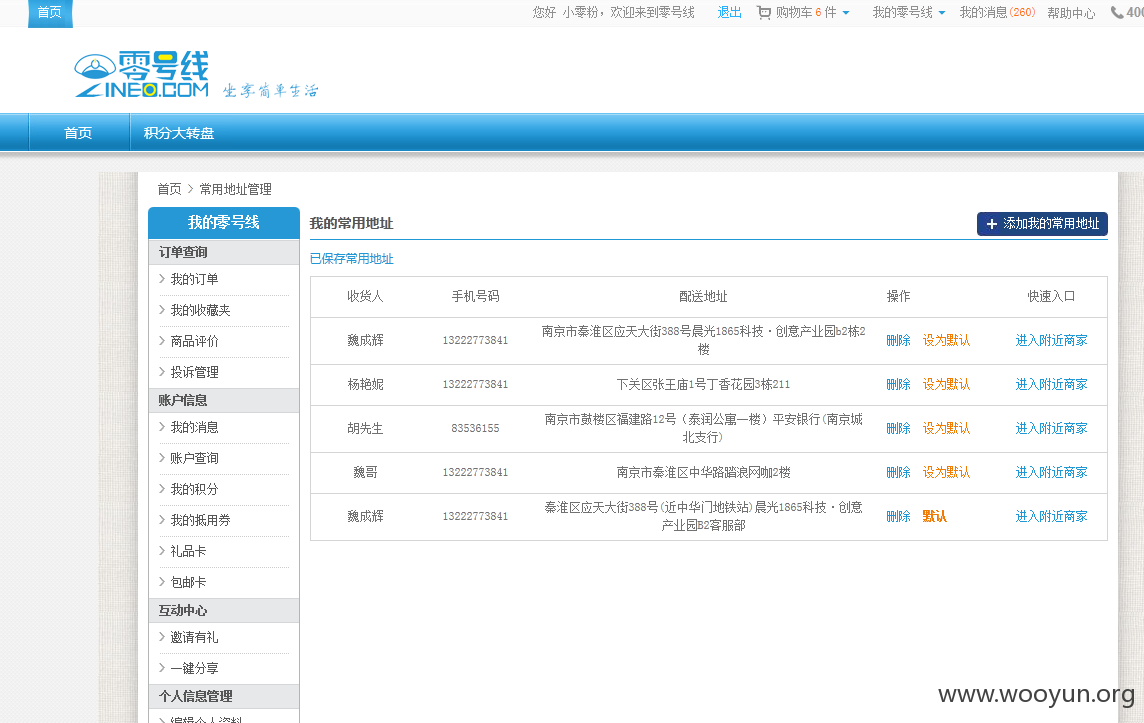 首页
您好 小零粉，欢迎来到零号线 退出 购物车 6 件 我的零号线 我的消息(260) 帮助中心 400
零号线
ZINEO.COM 坐享简单生活
首页 积分大转盘
首页 > 常用地址管理
我的零号线
订单查询
我的订单
我的收藏夹
商品评价
投诉管理
账户信息
我的消息
账户查询
我的积分
我的抵用券
礼品卡
包邮卡
互动中心
邀请有礼
一键分享
个人信息管理
编辑个人资料
我的常用地址
+ 添加我的常用地址
已保存常用地址
收货人 手机号码 配送地址 操作 快速入口
魏成辉 13222773841 南京市秦淮区应天大街388号晨光1865科技·创意产业园b2栋2
楼 删除 设为默认 进入附近商家
杨艳妮 13222773841 下关区张王庙1号丁香花园3栋211 删除 设为默认 进入附近商家
胡先生 83536155 南京市鼓楼区福建路12号（泰润公寓一楼）平安银行(南京城
北支行) 删除 设为默认 进入附近商家
魏哥 13222773841 南京市秦淮区中华路踏浪网咖2楼 删除 设为默认 进入附近商家
魏成辉 13222773841 秦淮区应天大街388号(近中华门地铁站)晨光1865科技·创意
产业园B2客服部 删除 默认 进入附近商家
www.wooyun.org